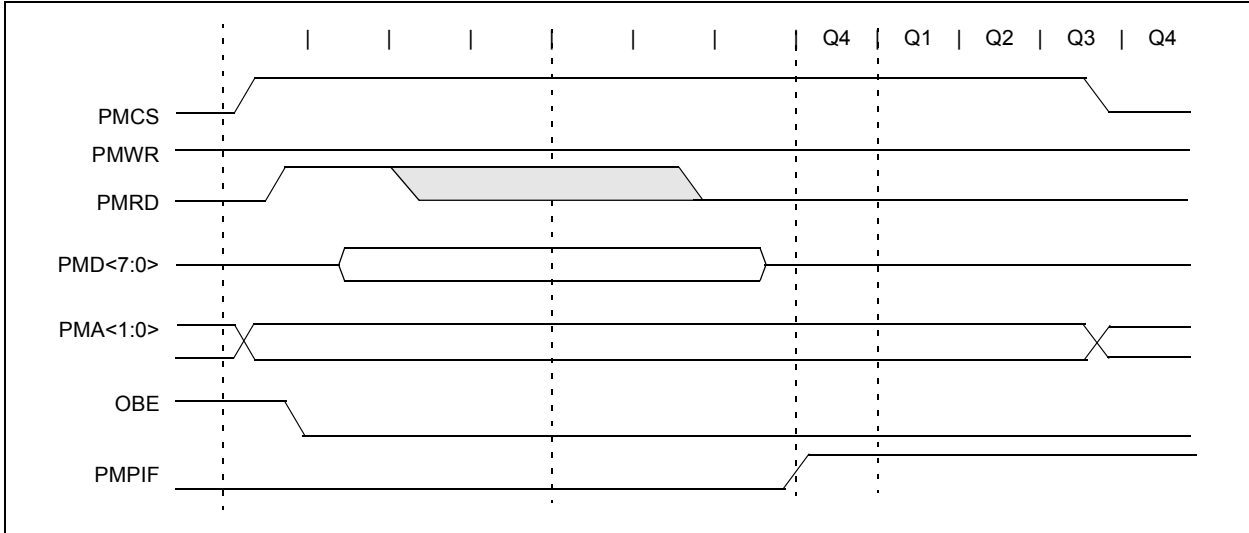 | | | | | | | Q4 | Q1 | Q2 | Q3 | Q4
PMCS
PMWR
PMRD
PMD<7:0>
PMA<1:0>
OBE
PMPIF